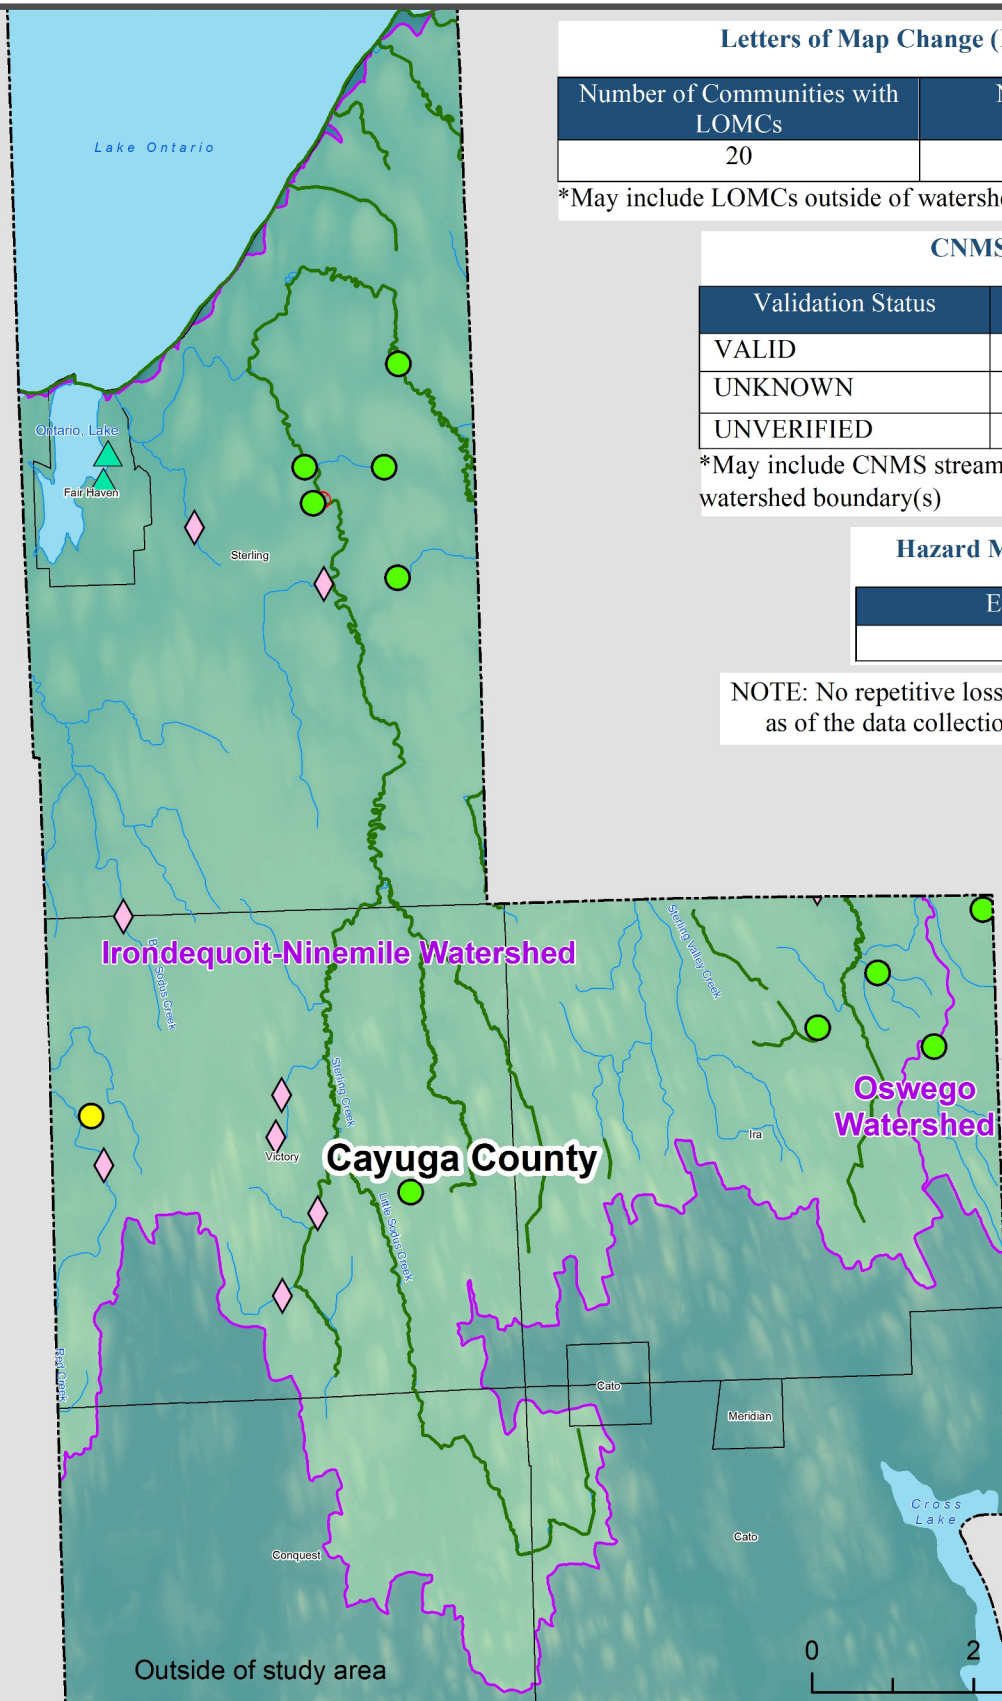 Letters of Map Change (
Number of Communities with
LOMCs
20
*May include LOMCs outside of watersh
CNMS
Validation Status
VALID
UNKNOWN
UNVERIFIED
*May include CNMS stream
watershed boundary(s)
Hazard M
E
NOTE: No repetitive loss
as of the data collectio
Lake Ontario
Ontario, Lake
Fair Haven
Sterling
Irondequoit-Ninemile Watershed
Sodus Creek
Sterling Valley Creek
Sterling Creek
Oswego
Watershed
Ira
Victory
Cayuga County
Little Sodus Creek
Red Creek
Cato
Meridian
Cross
Lake
Cato
Conquest
Outside of study area
0 2